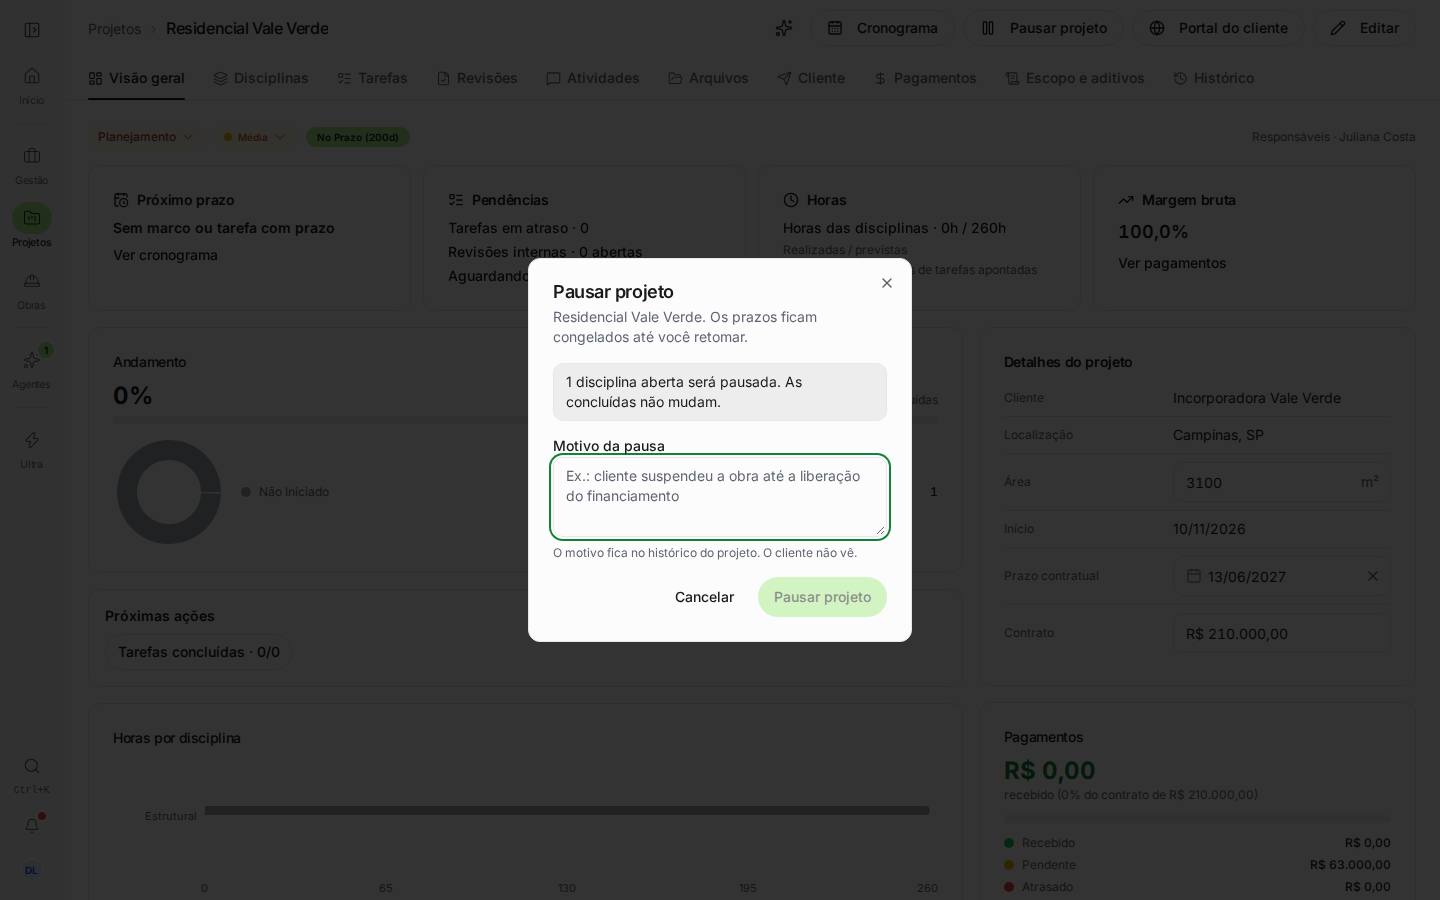 Projetos
Residencial Vale Verde
Cronograma
Pausar projeto
Portal do cliente
Editar
Visão geral
Disciplinas
Tarefas
Revisões
Atividades
Arquivos
Cliente
Pagamentos
Escopo e aditivos
Histórico
Início
Gestão
Projetos
Obras
1
Agentes
Ultra
Ctrl+K
DL
Planejamento
Média
No Prazo (200d)
Responsáveis · Juliana Costa
Próximo prazo
Sem marco ou tarefa com prazo
Ver cronograma
Pendências
Tarefas em atraso · 0
Revisões internas · 0 abertas
Aguardando
Horas
Horas das disciplinas · 0h / 260h
Realizadas / previstas
de tarefas apontadas
Margem bruta
100,0%
Ver pagamentos
Pausar projeto
Residencial Vale Verde. Os prazos ficam
congelados até você retomar.
1 disciplina aberta será pausada. As
concluídas não mudam.
Motivo da pausa
Ex.: cliente suspendeu a obra até a liberação
do financiamento
O motivo fica no histórico do projeto. O cliente não vê.
Cancelar
Pausar projeto
Andamento
0%
Não Iniciado
1
Próximas ações
Tarefas concluídas · 0/0
Horas por disciplina
Estrutural
0
65
130
195
260
Detalhes do projeto
Cliente
Incorporadora Vale Verde
Localização
Campinas, SP
Área
3100
m²
Início
10/11/2026
Prazo contratual
13/06/2027
Contrato
R$ 210.000,00
Pagamentos
R$ 0,00
recebido (0% do contrato de R$ 210.000,00)
Recebido
R$ 0,00
Pendente
R$ 63.000,00
Atrasado
R$ 0,00